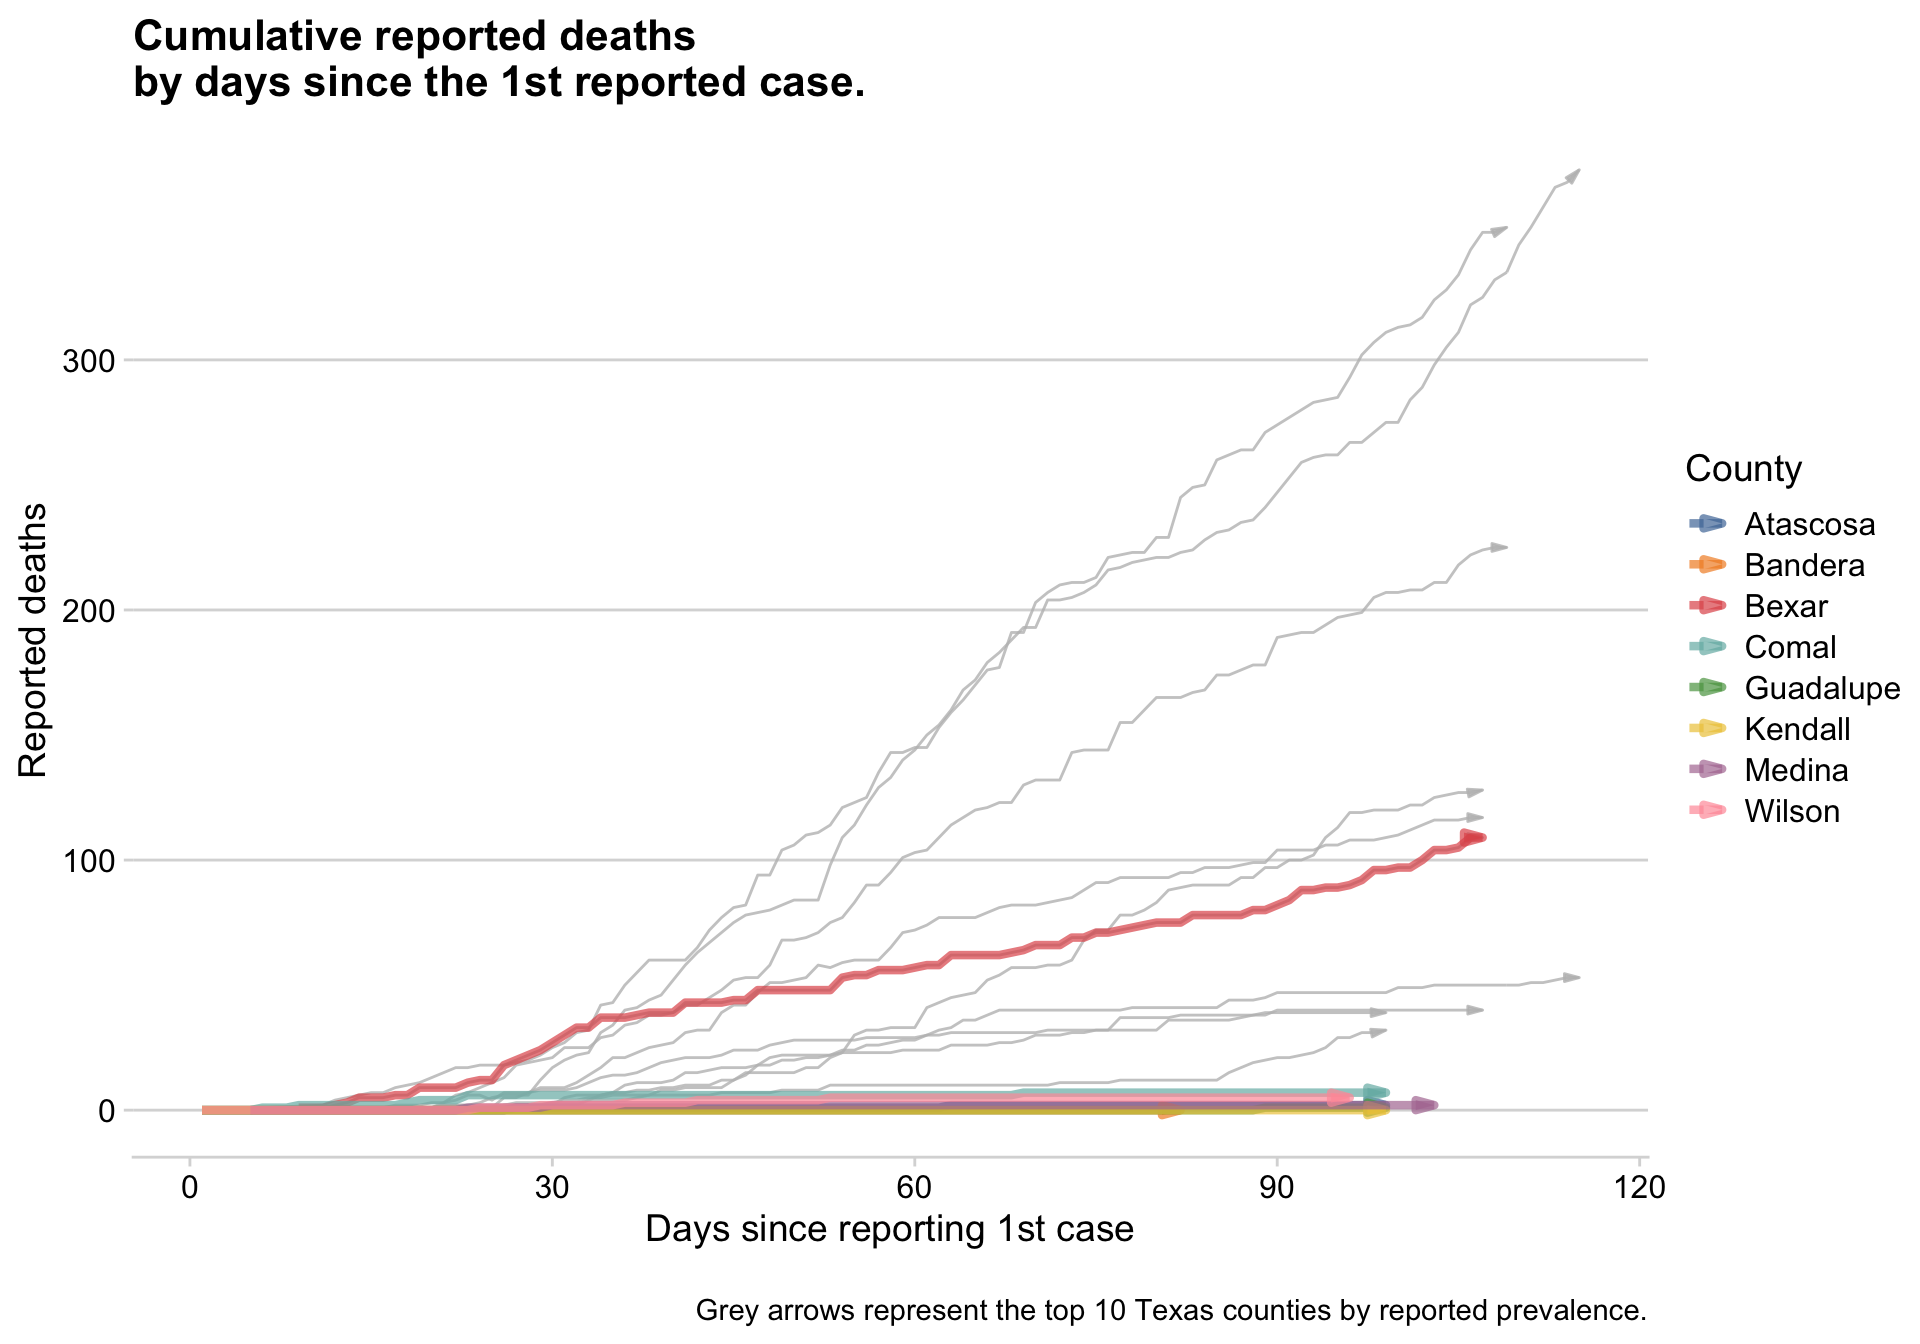 Cumulative reported deaths
by days since the 1st reported case.
Reported deaths
300
200
100
0
0
30
60
90
120
Days since reporting 1st case
County
Atascosa
Bandera
Bexar
Comal
Guadalupe
Kendall
Medina
Wilson
Grey arrows represent the top 10 Texas counties by reported prevalence.